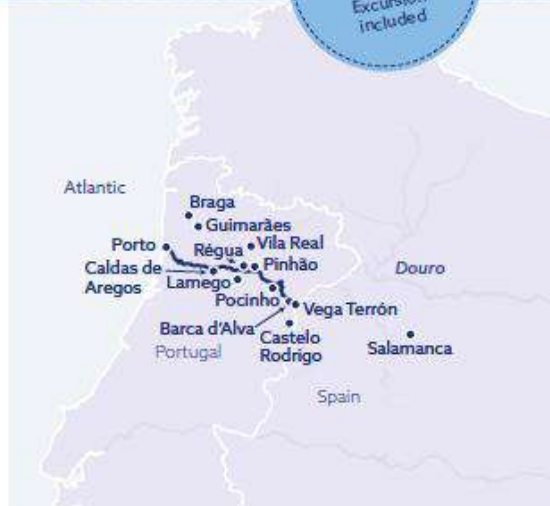 Excursion
included
Atlantic
Braga
Guimarães
Porto
Régua
Vila Real
Caldas de
Aregos
Pinhão
Douro
Lamego
Pocinho
Vega Terrón
Barca d'Alva
Castelo
Rodrigo
Salamanca
Portugal
Spain